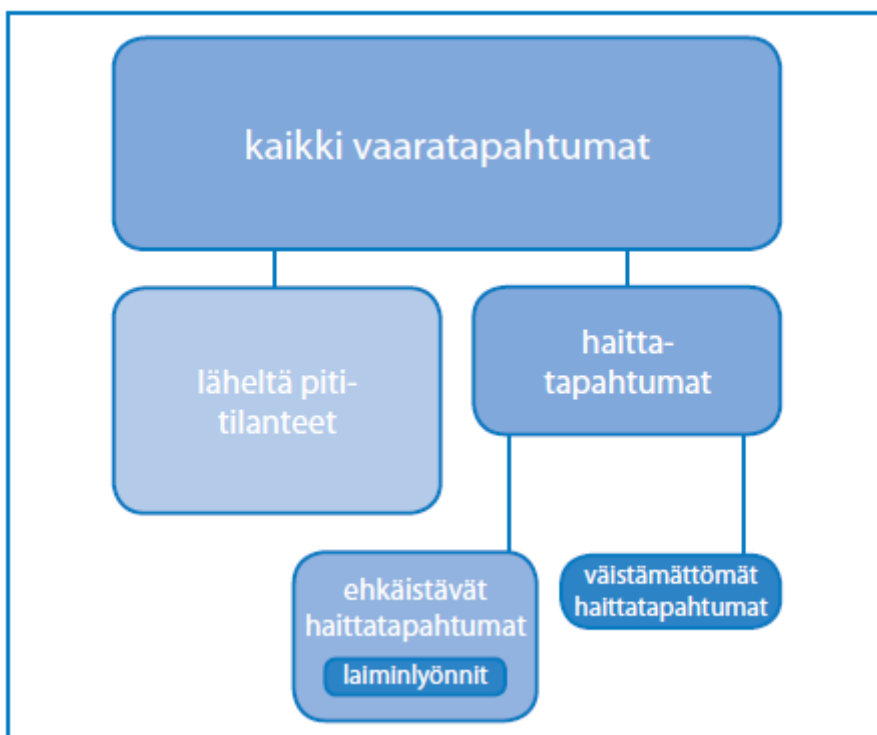 kaikki vaaratapahtumat
läheltä piti-
tilanteet
haitta-
tapahtumat
ehkäistävät
haittatapahtumat
laiminlyönnit
väistämättömät
haittatapahtumat